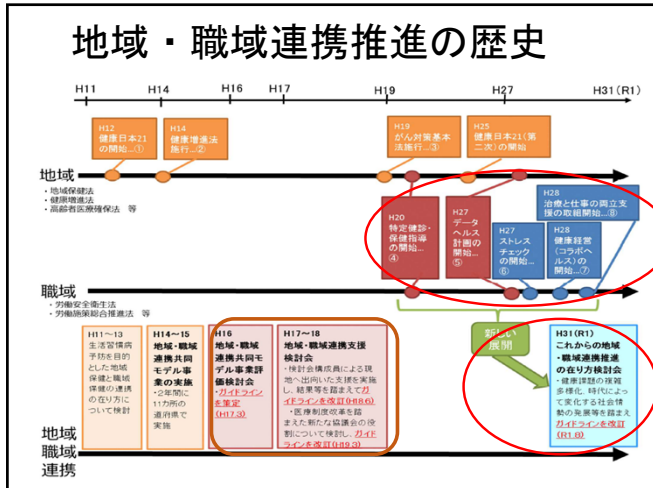 地域・職域連携推進の歴史
H11
H14
H16
H17
H19
H27
H31(R1)
H12
健康日本21
の開始…①
H14
健康増進法
施行…②
H19
がん対策基本
法施行…③
H25
健康日本21(第
二次)の開始
地域
・地域保健法
・健康増進法
・高齢者医療確保法 等
H20
特定健診・
保健指導
の開始…
④
H27
データ
ヘルス
計画の
開始…
⑤
H27
ストレス
チェック
の開始…
⑥
H28
治療と仕事の両立支
援の取組開始…⑧
H28
健康経営
(コラボヘ
ルス)の開
始…⑦
職域
・労働安全衛生法
・労働施策総合推進法 等
新しい
展開
H11~13
生活習慣病
予防を目的
とした地域
保健と職域
保健の連携
の在り方に
ついて検討
H14~15
地域・職域
連携共同
モデル事
業の実施
・2年間に
11カ所の
道府県で
実施
H16
地域・職域
連携共同モ
デル事業評
価検討会
・ガイドライン
を策定
(H17.3)
H17~18
地域・職域連携支援
検討会
・検討会構成員による現
地へ出向いた支援を実施
し、結果等を踏まえてガ
イドラインを改訂(H18.6)
・医療制度改革を踏
まえた新たな協議会の役
割について検討し、ガイド
ラインを改訂(H19.3)
H31(R1)
これからの地域
・職域連携推進
の在り方検討会
・健康課題の複雑
多様化、時代によっ
て変化する社会情
勢の発展等を踏まえ
ガイドラインを改訂
(R1.8)
地域
職域
連携